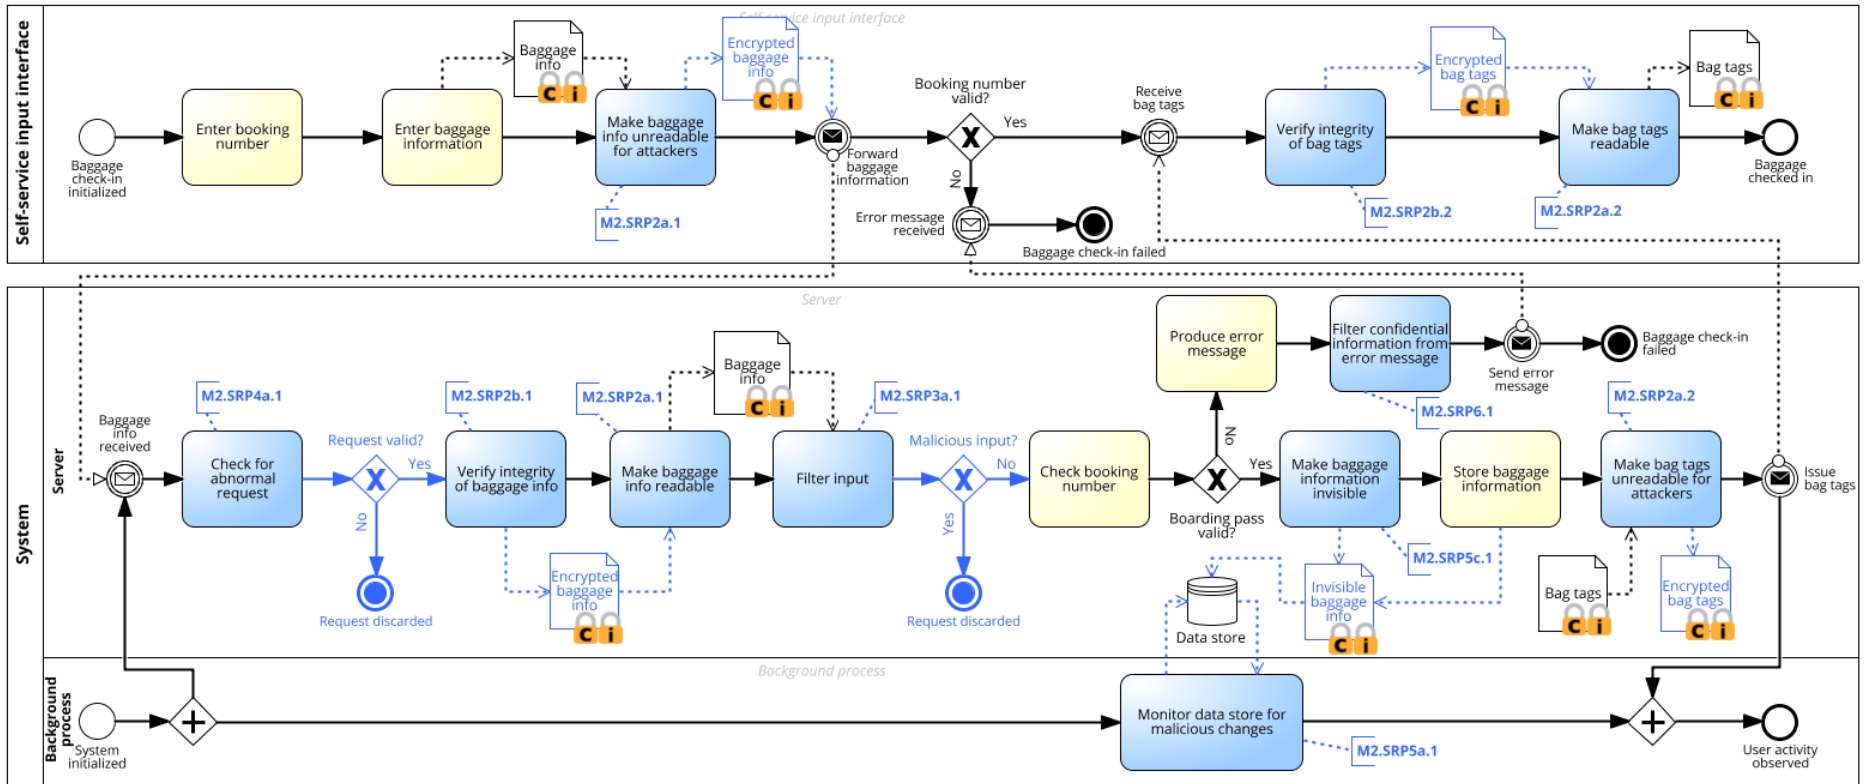 Self-service input interface
Self-service input interface
Baggage
check-in
initialized
Enter booking
number
Enter baggage
information
Baggage
info
C i
Make baggage
info unreadable
for attackers
M2.SRP2a.1
Encrypted
baggage
info
C i
Forward
baggage
information
Booking number
valid?
X
Yes
No
Error message
received
Baggage check-in failed
Receive
bag tags
Verify integrity
of bag tags
M2.SRP2b.2
Encrypted
bag tags
C i
Make bag tags
readable
M2.SRP2a.2
Bag tags
C i
Baggage
checked in
System
Server
Server
Baggage
info
received
M2.SRP4a.1
Check for
abnormal
request
Request valid?
X
Yes
No
Request discarded
M2.SRP2b.1
Verify integrity
of baggage info
Encrypted
baggage
info
C i
M2.SRP2a.1
Make baggage
info readable
Baggage
info
C i
M2.SRP3a.1
Filter input
Malicious input?
X
No
Yes
Request discarded
Check booking
number
X
Boarding pass
valid?
No
Yes
Produce error
message
Filter confidential
information from
error message
M2.SRP6.1
Send error
message
Baggage check-in
failed
Make baggage
information
invisible
M2.SRP5c.1
Invisible
baggage
info
C i
Data store
Store baggage
information
M2.SRP2a.2
Make bag tags
unreadable for
attackers
Bag tags
C i
Encrypted
bag tags
C i
Issue
bag tags
Background
process
Background process
System
initialized
Monitor data store for
malicious changes
M2.SRP5a.1
User activity
observed